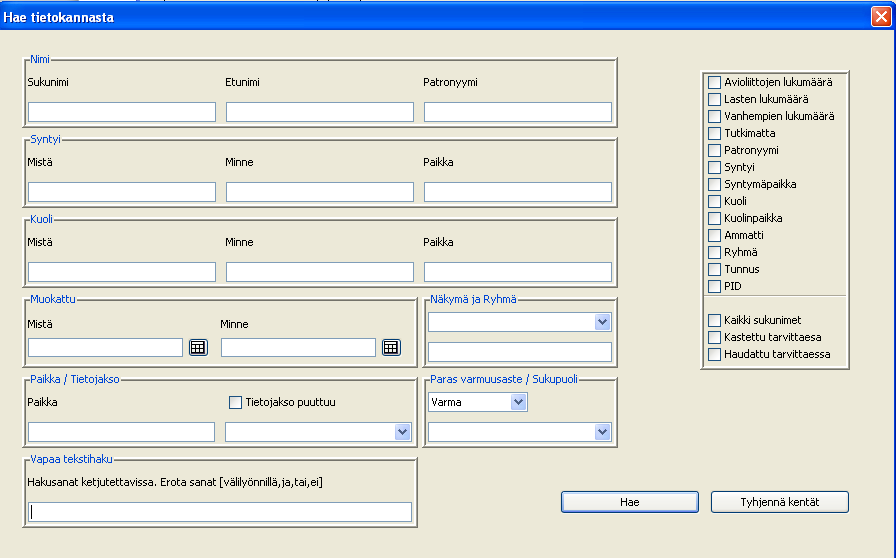 Hae tietokannasta
Nimi
Sukunimi Etunimi Patronyymi
Syntyi
Mistä Minne Paikka
Kuoli
Mistä Minne Paikka
Muokattu
Mistä Minne
Näkymä ja Ryhmä
Paikka / Tietojakso
Paikka Tietojakso puuttuu
Paras varmuusaste / Sukupuoli
Varma
Vapaa tekstihaku
Hakusanat ketjutettavissa. Erota sanat [välilyönnillä,ja,tai,ei]
Avioliittojen lukumäärä
Lasten lukumäärä
Vanhempien lukumäärä
Tutkimatta
Patronyymi
Syntyi
Syntymäpaikka
Kuoli
Kuolinpaikka
Ammatti
Ryhmä
Tunnus
PID
Kaikki sukunimet
Kastettu tarvittaesa
Haudattu tarvittaessa
Hae Tyhjennä kentät